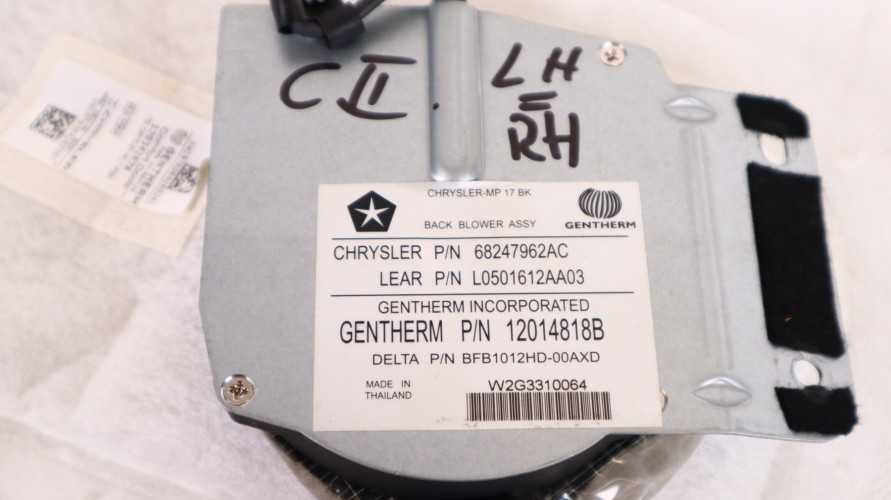 C II
LH
=
RH
CHRYSLER-MP 17 BK
BACK BLOWER ASSY
GENTHERM
CHRYSLER P/N 68247962AC
LEAR P/N L0501612AA03
GENTHERM INCORPORATED
GENTHERM P/N 12014818B
DELTA P/N BFB1012HD-00AXD
MADE IN
THAILAND
W2G3310064